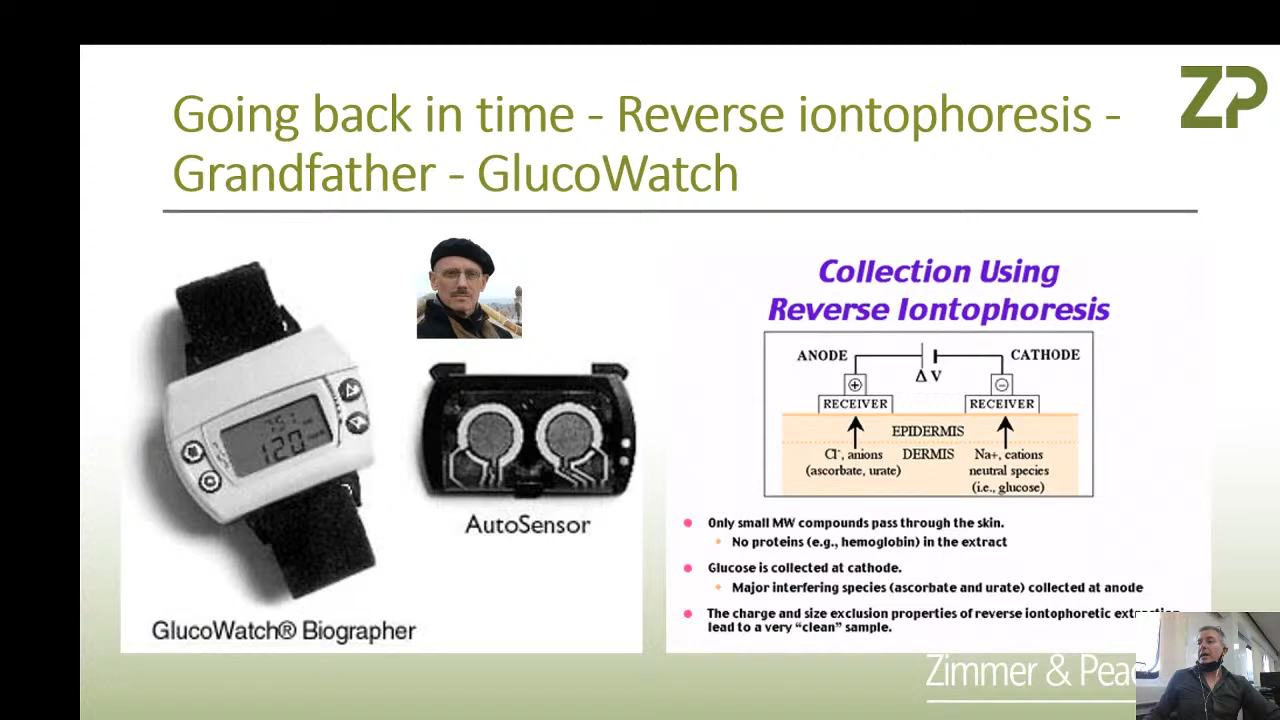 Going back in time - Reverse iontophoresis -
Grandfather - GlucoWatch
ZP
120
AutoSensor
GlucoWatch® Biographer
Collection Using
Reverse Iontophoresis
ANODE
CATHODE
Δ V
+
−
RECEIVER
RECEIVER
EPIDERMIS
Cl-, anions
(ascorbate, urate)
DERMIS
Na+, cations
neutral species
(i.e., glucose)
Only small MW compounds pass through the skin.
No proteins (e.g., hemoglobin) in the extract
Glucose is collected at cathode.
Major interfering species (ascorbate and urate) collected at anode
The charge and size exclusion properties of reverse iontophoretic extraction
lead to a very “clean” sample.
Zimmer & Peac